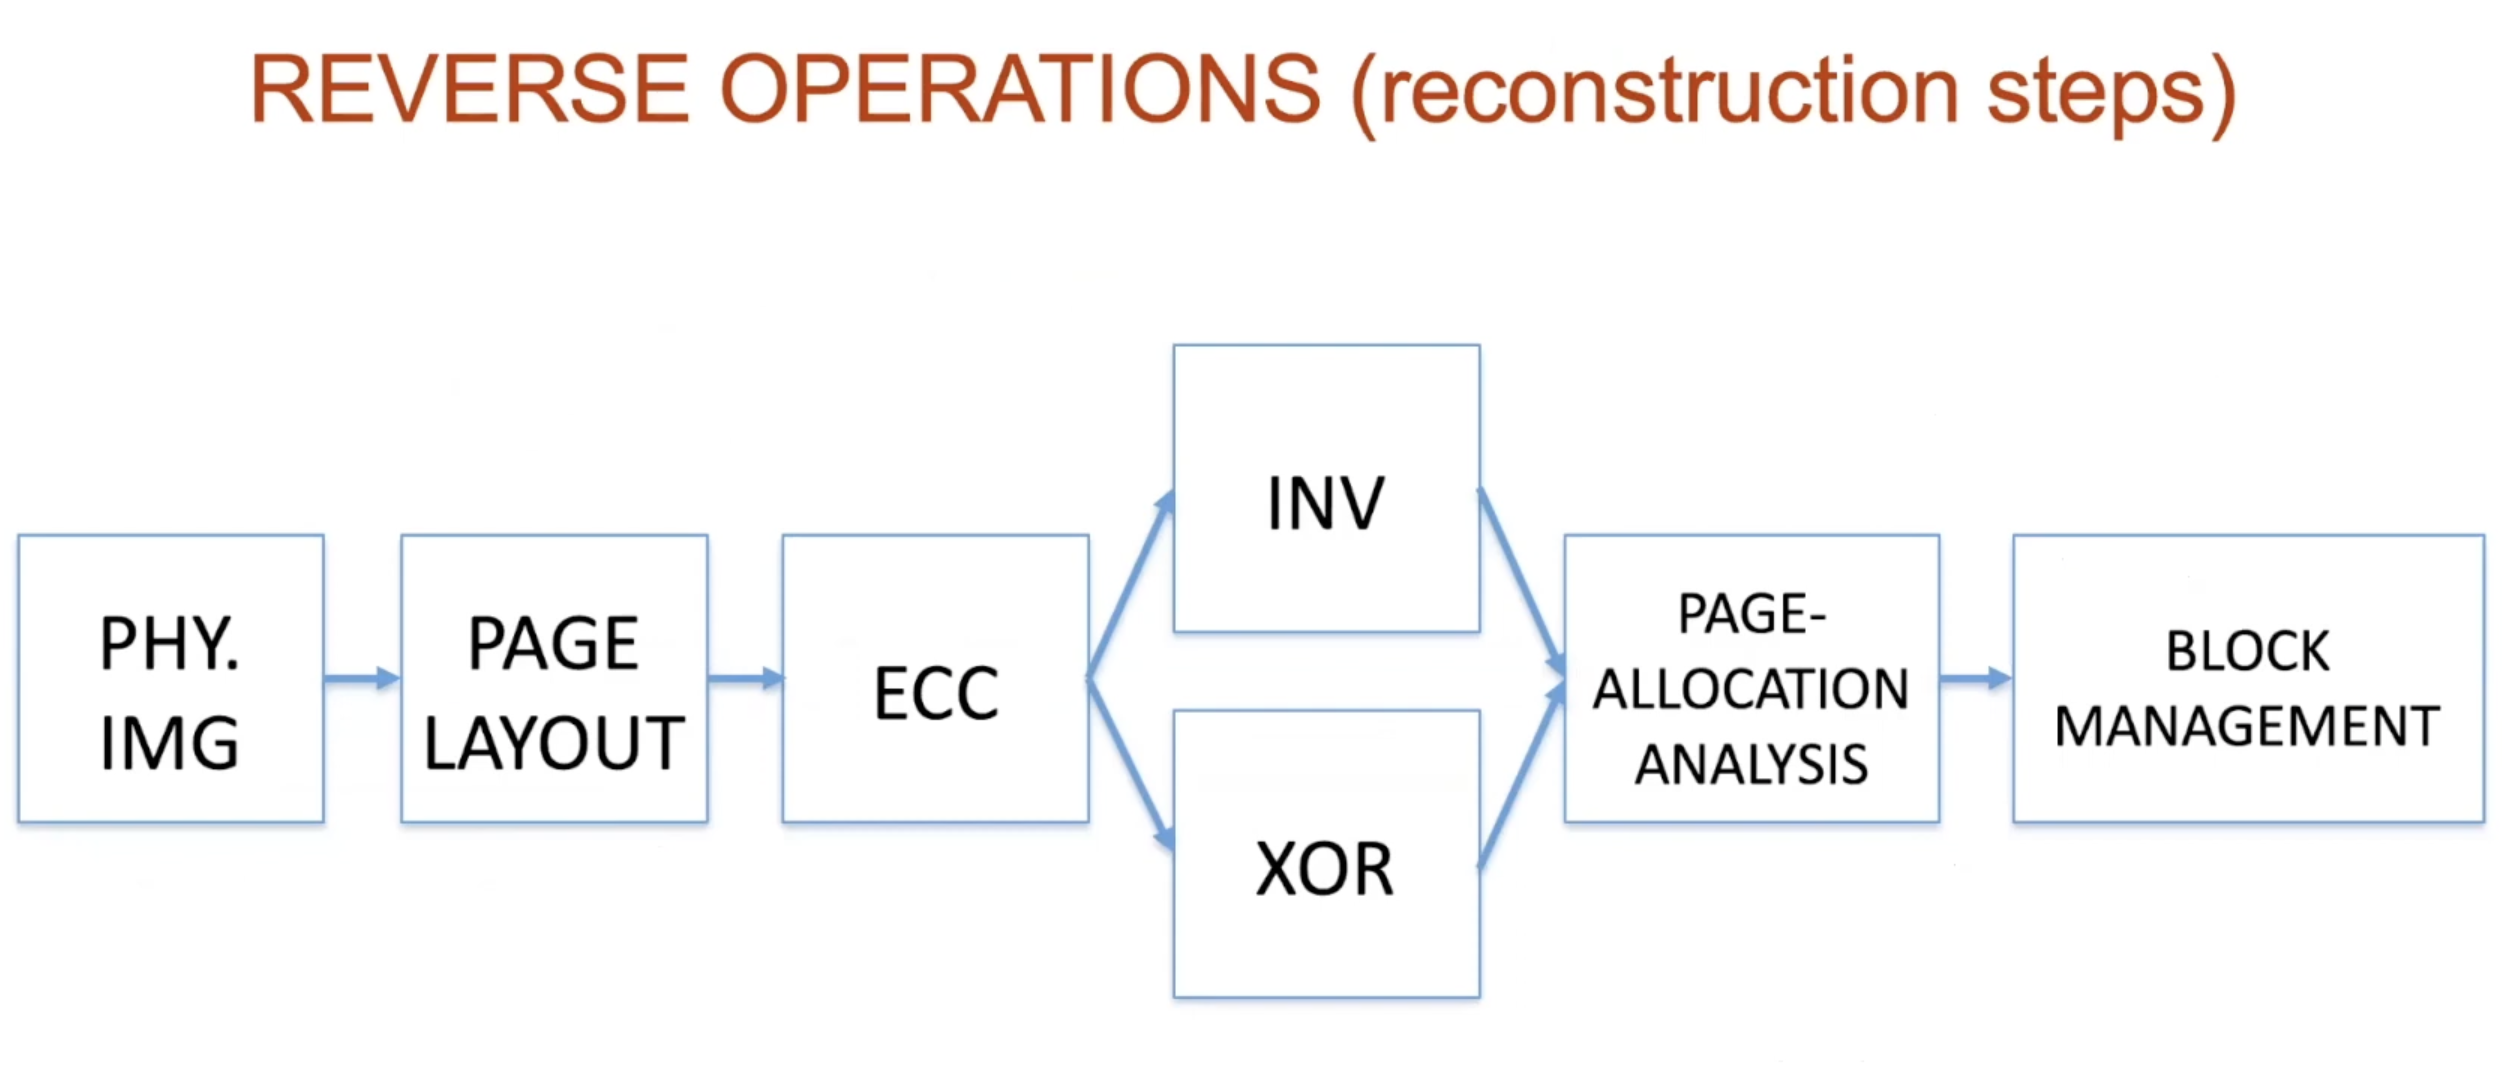 REVERSE OPERATIONS (reconstruction steps)
PHY.
IMG
PAGE
LAYOUT
ECC
INV
XOR
PAGE-
ALLOCATION
ANALYSIS
BLOCK
MANAGEMENT